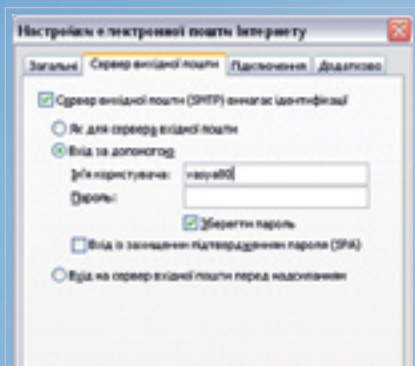 Настройки електронної пошти Інтернету
Загальні Сервер вихідної пошти Підключення Додатково
Сервер вихідної пошти (SMTP) вимагає ідентифікації
Як для сервера вхідної пошти
Вхід за допомогою
Ім'я користувача: vasya80
Пароль:
Зберегти пароль
Вхід із захищеним підтвердженням пароля (SPA)
Вхід на сервер вхідної пошти перед надсиланням